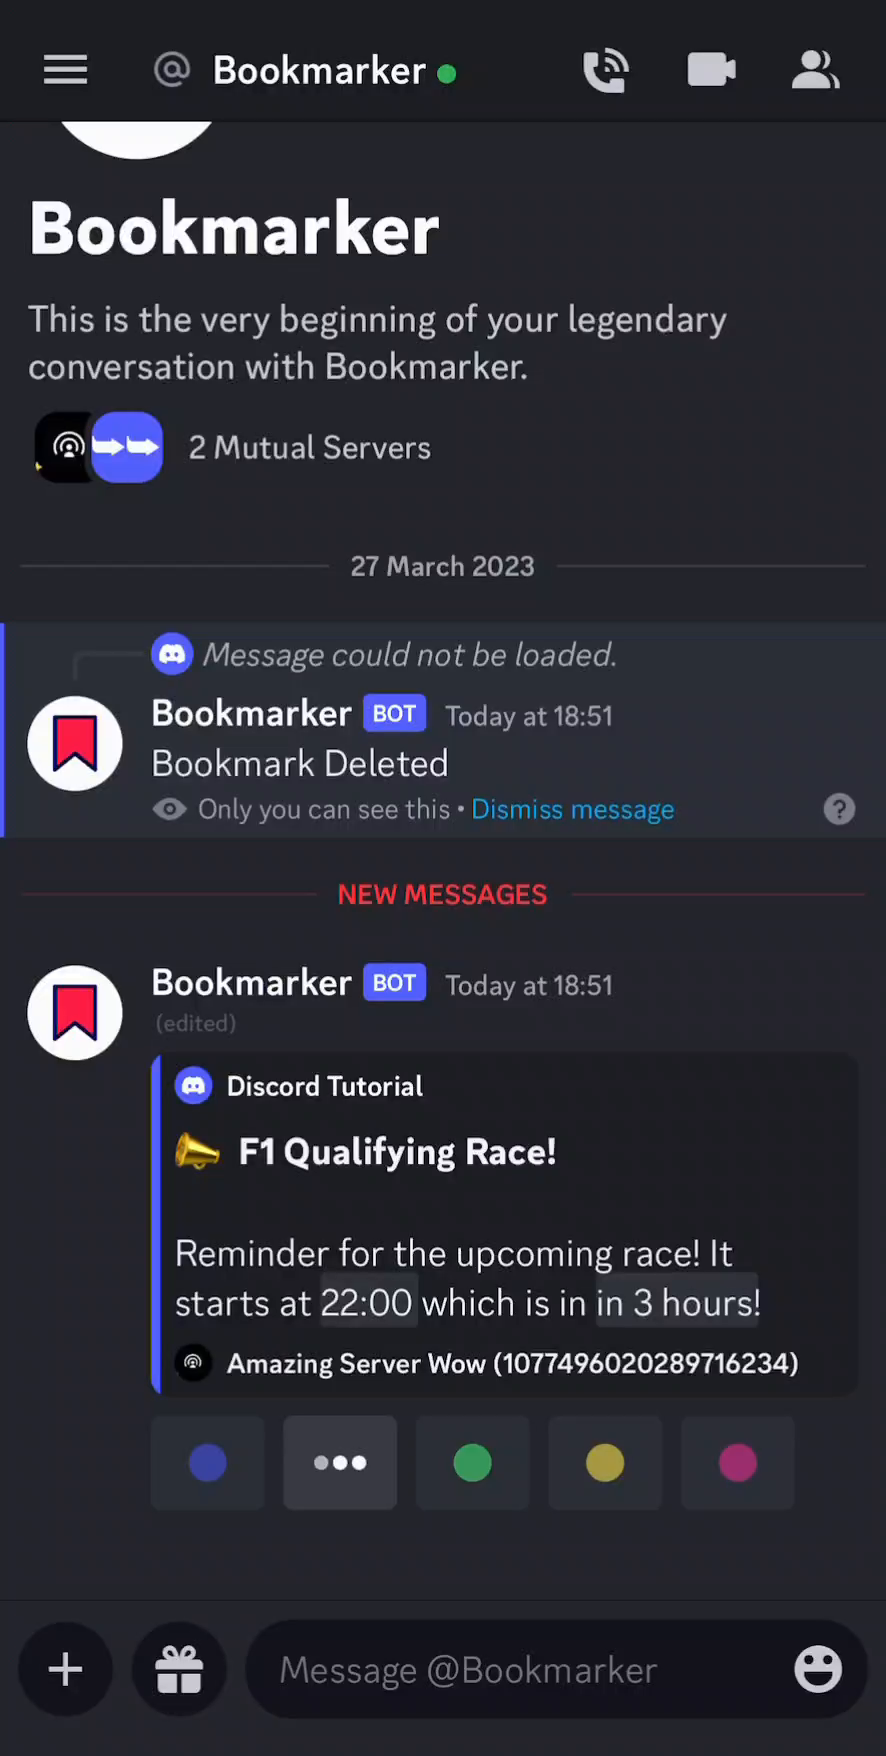 @ Bookmarker
Bookmarker
This is the very beginning of your legendary
conversation with Bookmarker.
2 Mutual Servers
27 March 2023
Message could not be loaded.
Bookmarker BOT Today at 18:51
Bookmark Deleted
Only you can see this • Dismiss message ?
NEW MESSAGES
Bookmarker BOT Today at 18:51
(edited)
Discord Tutorial
F1 Qualifying Race!
Reminder for the upcoming race! It
starts at 22:00 which is in in 3 hours!
Amazing Server Wow (1077496020289716234)
Message @Bookmarker